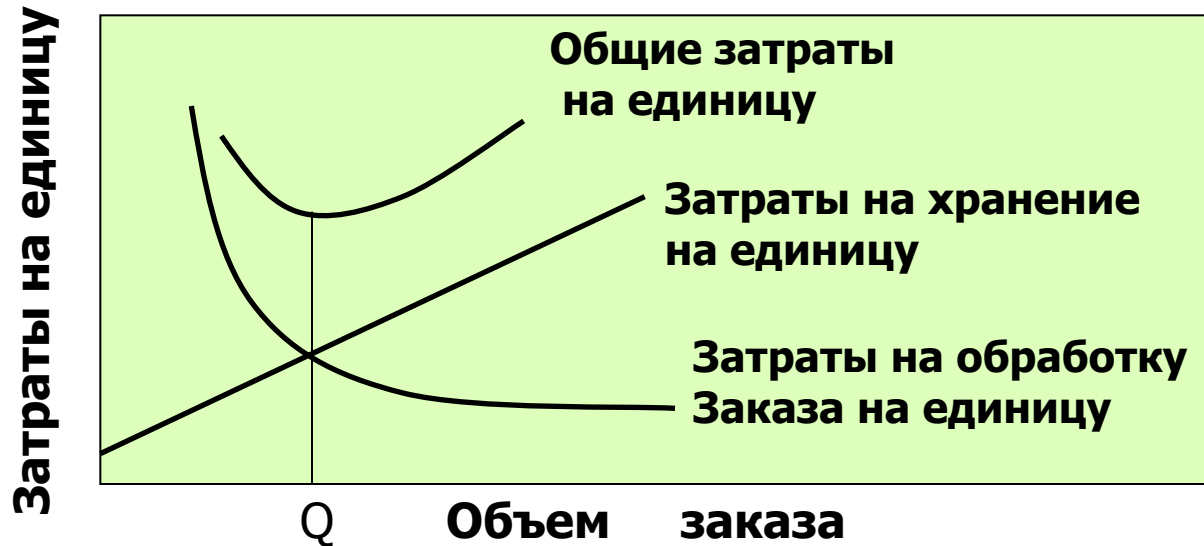 Затраты на единицу
Общие затраты
на единицу
Затраты на хранение
на единицу
Затраты на обработку
Заказа на единицу
Q Объем заказа